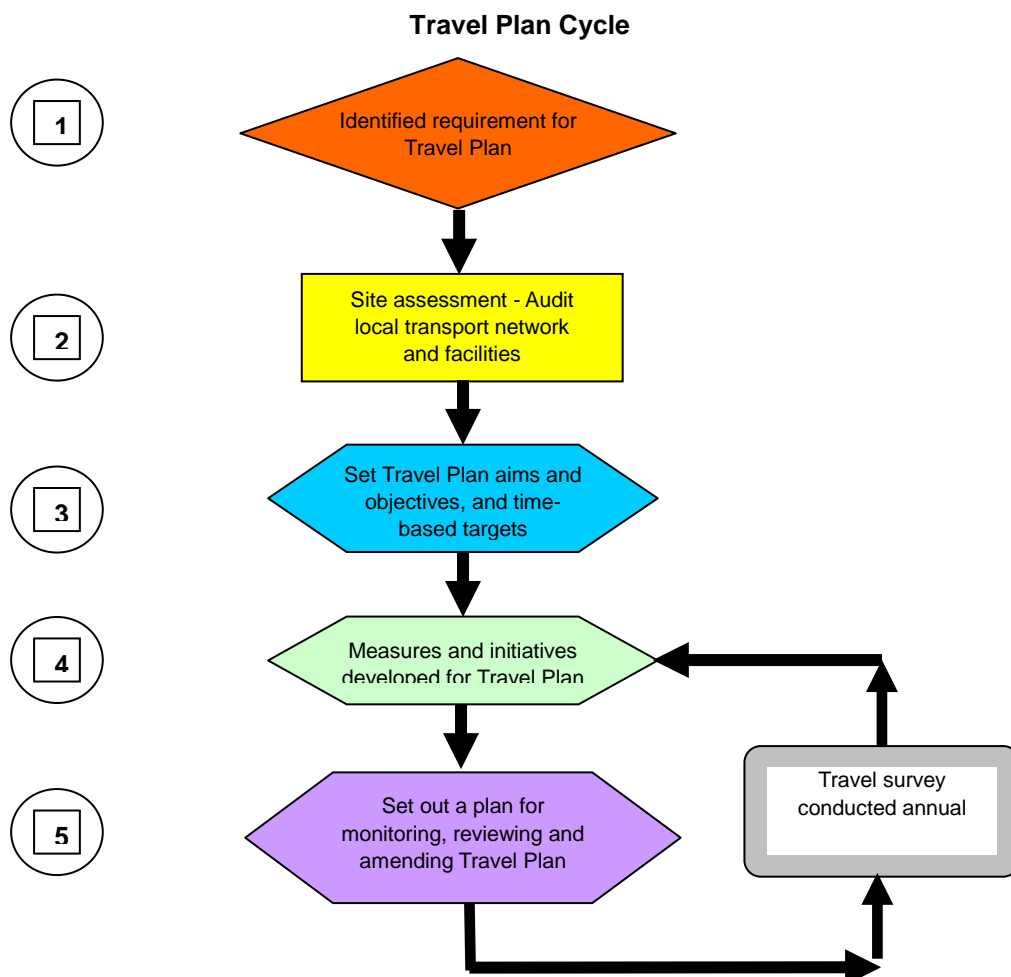 Travel Plan Cycle
1
Identified requirement for
Travel Plan
2
Site assessment - Audit
local transport network
and facilities
3
Set Travel Plan aims and
objectives, and time-
based targets
4
Measures and initiatives
developed for Travel Plan
5
Set out a plan for
monitoring, reviewing and
amending Travel Plan
Travel survey
conducted annual